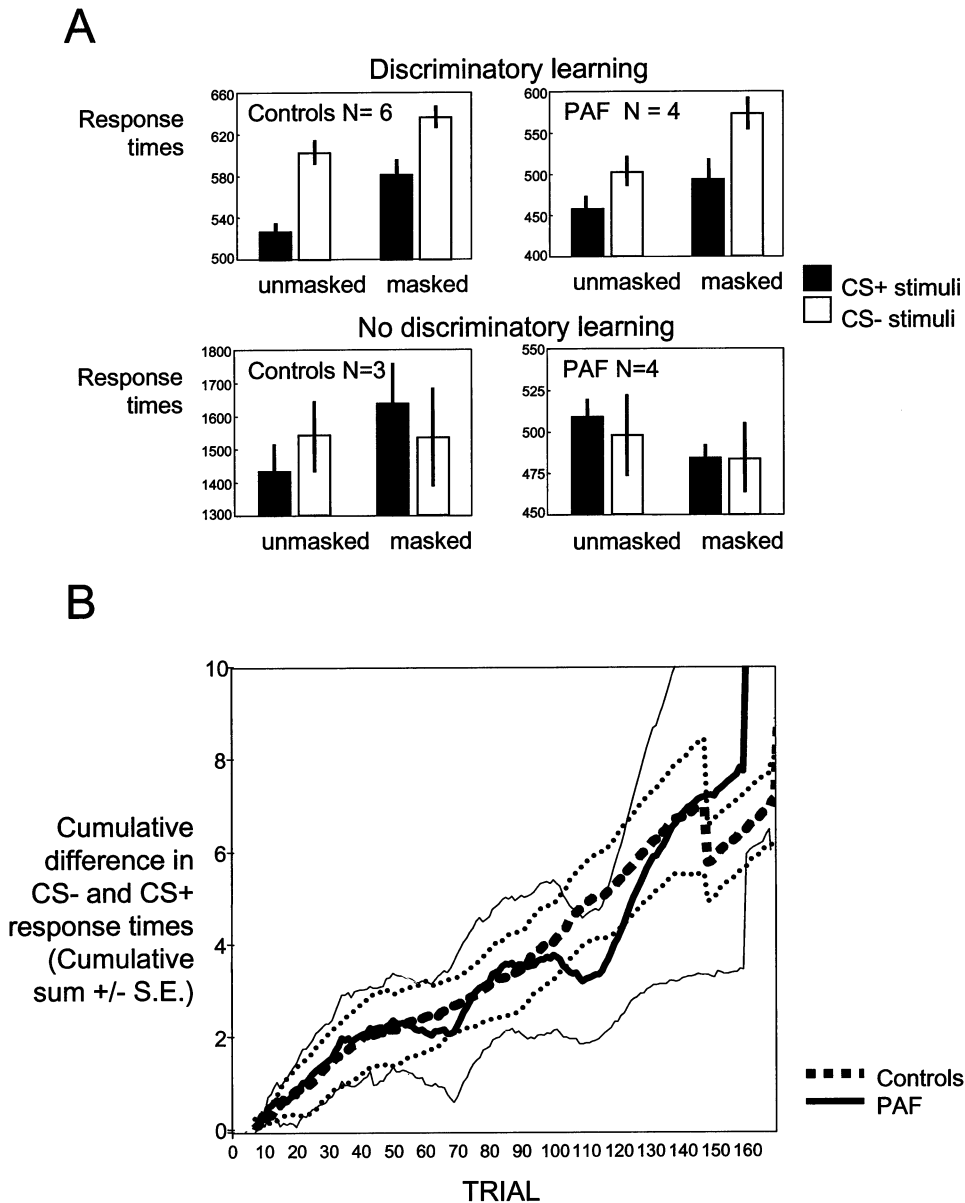 A
Discriminatory learning
Response
times
660
620
580
540
500
Controls N= 6
unmasked masked
600
550
500
450
400
PAF N = 4
unmasked masked
CS+ stimuli
CS- stimuli
No discriminatory learning
Response
times
1800
1700
1600
1500
1400
1300
Controls N=3
unmasked masked
550
525
500
475
450
PAF N=4
unmasked masked
B
Cumulative
difference in
CS- and CS+
response times
(Cumulative
sum +/- S.E.)
10
8
6
4
2
0
0 10 20 30 40 50 60 70 80 90 100 110 120 130 140 150 160
TRIAL
Controls
PAF